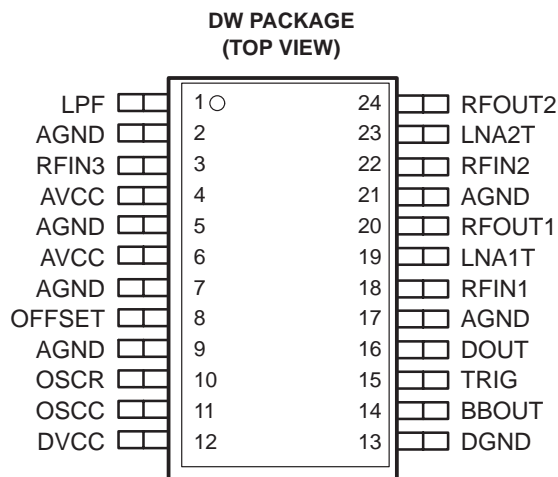 DW PACKAGE
(TOP VIEW)
LPF 1 24 RFOUT2
AGND 2 23 LNA2T
RFIN3 3 22 RFIN2
AVCC 4 21 AGND
AGND 5 20 RFOUT1
AVCC 6 19 LNA1T
AGND 7 18 RFIN1
OFFSET 8 17 AGND
AGND 9 16 DOUT
OSCR 10 15 TRIG
OSCC 11 14 BBOUT
DVCC 12 13 DGND